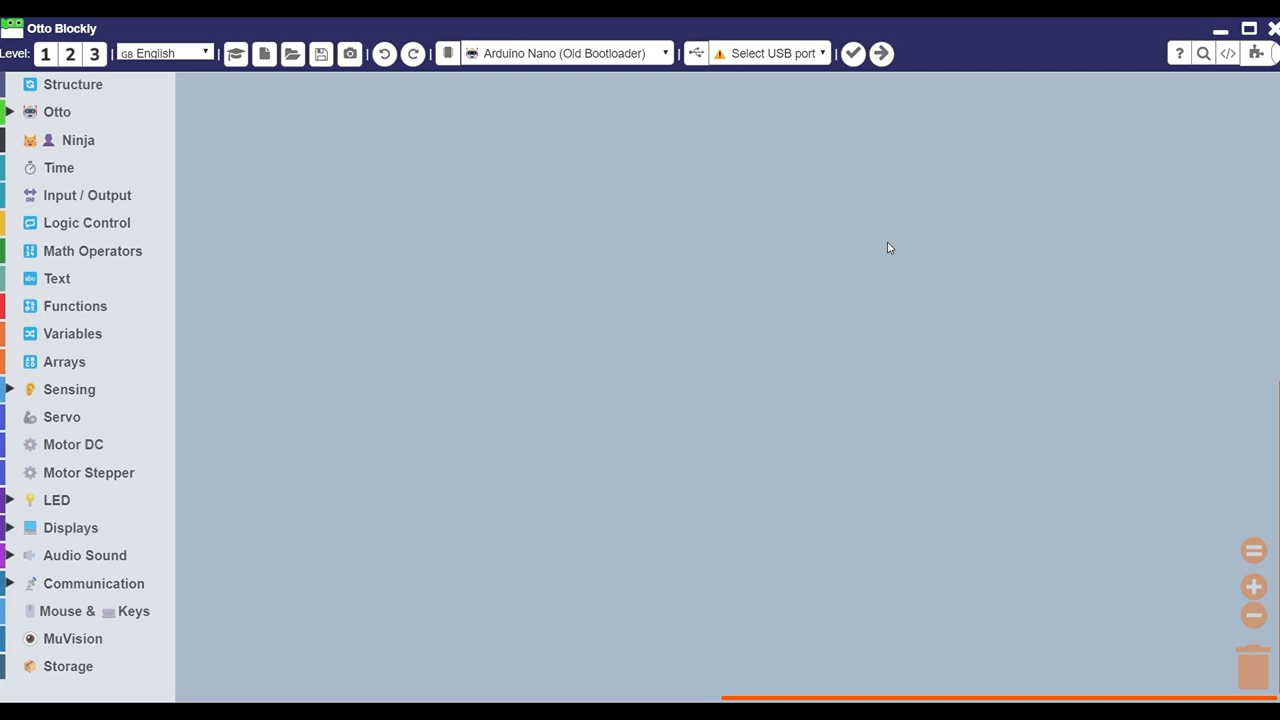 Otto Blockly
Level: 1 2 3 | GB English | Arduino Nano (Old Bootloader) | Select USB port | ? </>
Structure
Otto
Ninja
Time
Input / Output
Logic Control
Math Operators
Text
Functions
Variables
Arrays
Sensing
Servo
Motor DC
Motor Stepper
LED
Displays
Audio Sound
Communication
Mouse & Keys
MuVision
Storage